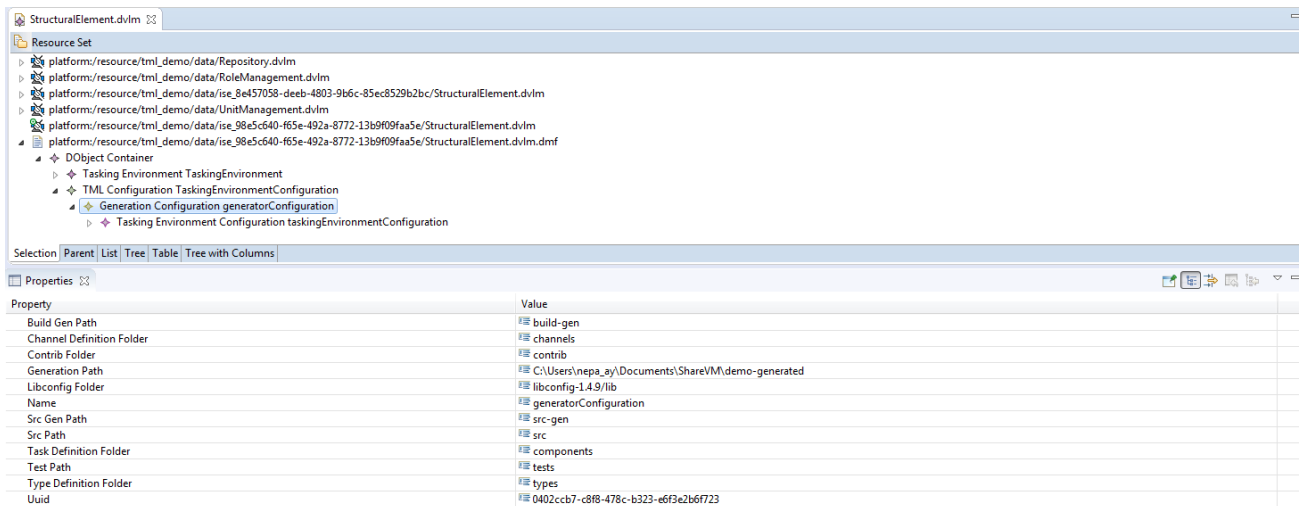 StructuralElement.dvlm
Resource Set
platform:/resource/tml_demo/data/Repository.dvlm
platform:/resource/tml_demo/data/RoleManagement.dvlm
platform:/resource/tml_demo/data/ise_8e457058-deeb-4803-9b6c-85ec8529b2bc/StructuralElement.dvlm
platform:/resource/tml_demo/data/UnitManagement.dvlm
platform:/resource/tml_demo/data/ise_98e5c640-f65e-492a-8772-13b9f09faa5e/StructuralElement.dvlm
platform:/resource/tml_demo/data/ise_98e5c640-f65e-492a-8772-13b9f09faa5e/StructuralElement.dvlm.dmf
DObject Container
Tasking Environment TaskingEnvironment
TML Configuration TaskingEnvironmentConfiguration
Generation Configuration generatorConfiguration
Tasking Environment Configuration taskingEnvironmentConfiguration
Selection Parent List Tree Table Tree with Columns
Properties
Property Value
Build Gen Path build-gen
Channel Definition Folder channels
Contrib Folder contrib
Generation Path C:\Users\nepa_ay\Documents\ShareVM\demo-generated
Libconfig Folder libconfig-1.4.9/lib
Name generatorConfiguration
Src Gen Path src-gen
Src Path src
Task Definition Folder components
Test Path tests
Type Definition Folder types
Uuid 0402ccb7-c8f8-478c-b323-e6f3e2b6f723